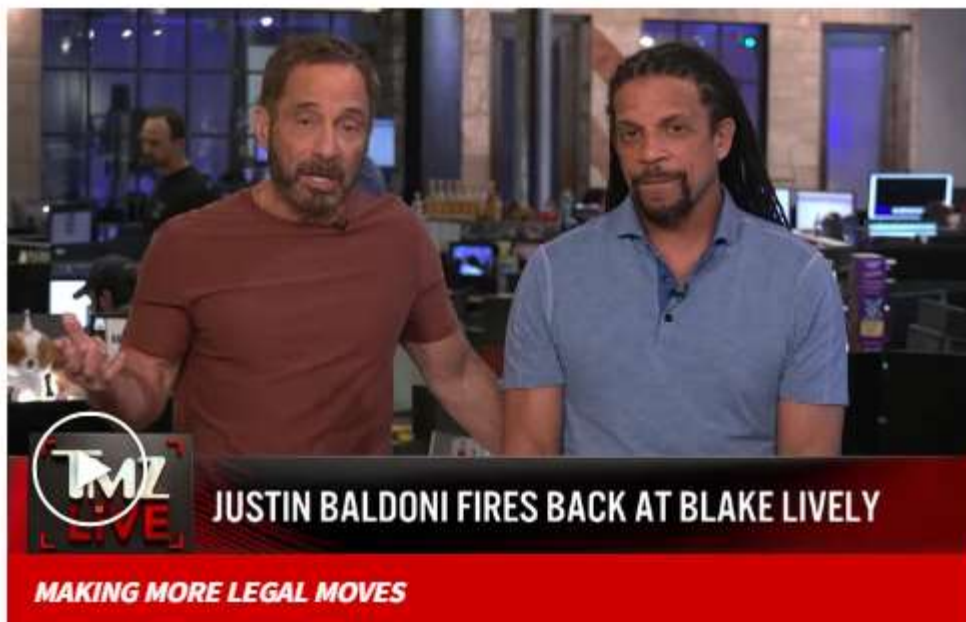 TMZ
LIVE
JUSTIN BALDONI FIRES BACK AT BLAKE LIVELY
MAKING MORE LEGAL MOVES